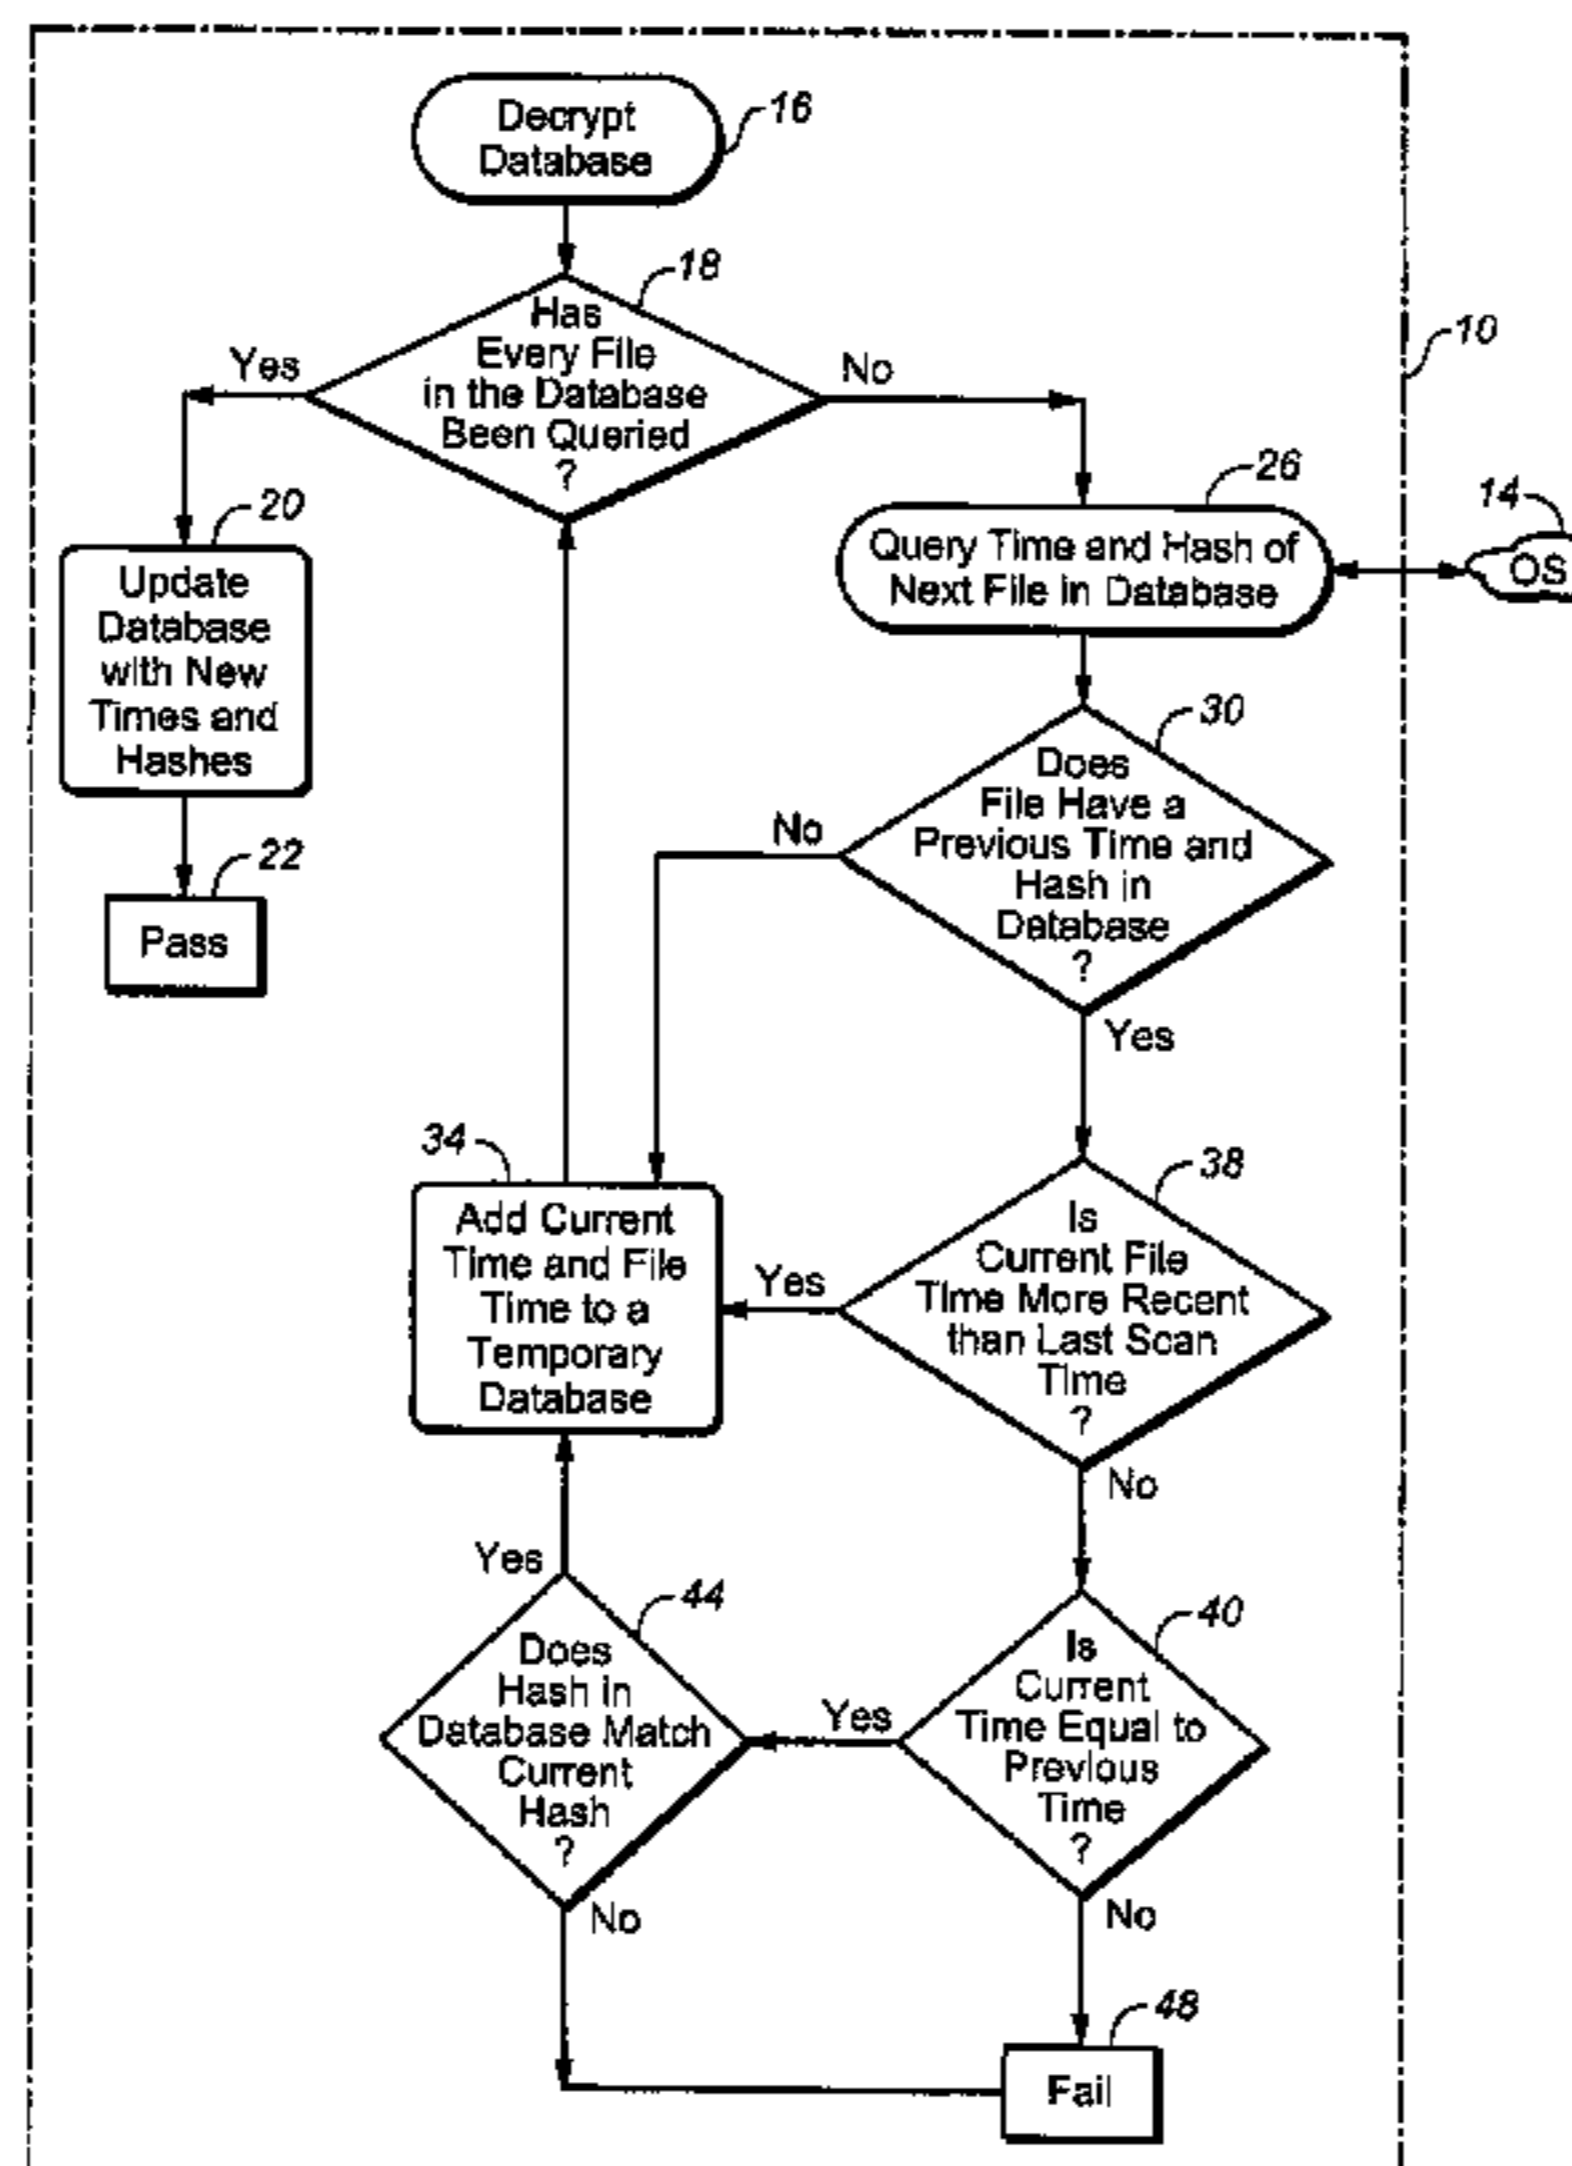 Decrypt
Database
16
Has
Every File
in the Database
Been Queried
?
18
Yes
No
10
Update
Database
with New
Times and
Hashes
20
Query Time and Hash of
Next File in Database
26
14
OS
Pass
22
Does
File Have a
Previous Time and
Hash in
Database
?
30
No
Yes
Add Current
Time and File
Time to a
Temporary
Database
34
Is
Current File
Time More Recent
than Last Scan
Time
?
38
Yes
No
Does
Hash in
Database Match
Current
Hash
?
44
Yes
No
Is
Current
Time Equal to
Previous
Time
?
40
Yes
No
Fail
48